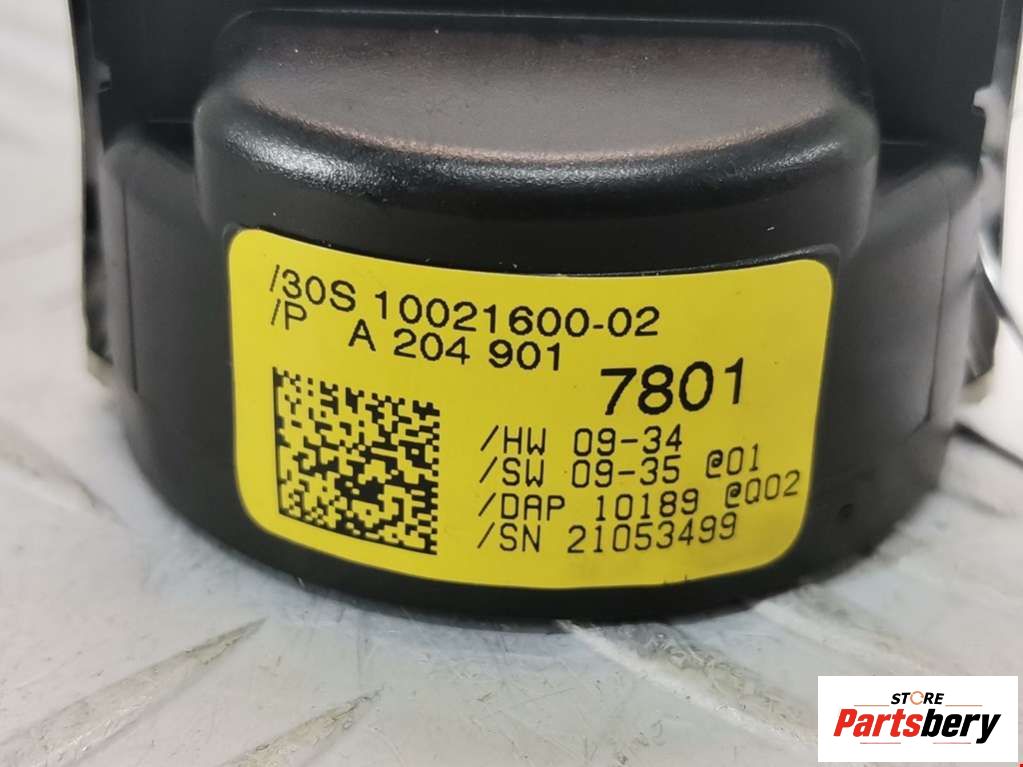 /30S 10021600-02
/P A 204 901
7801
/HW 09-34
/SW 09-35 @01
/DAP 10189 @Q02
/SN 21053499
STORE
Partsbery